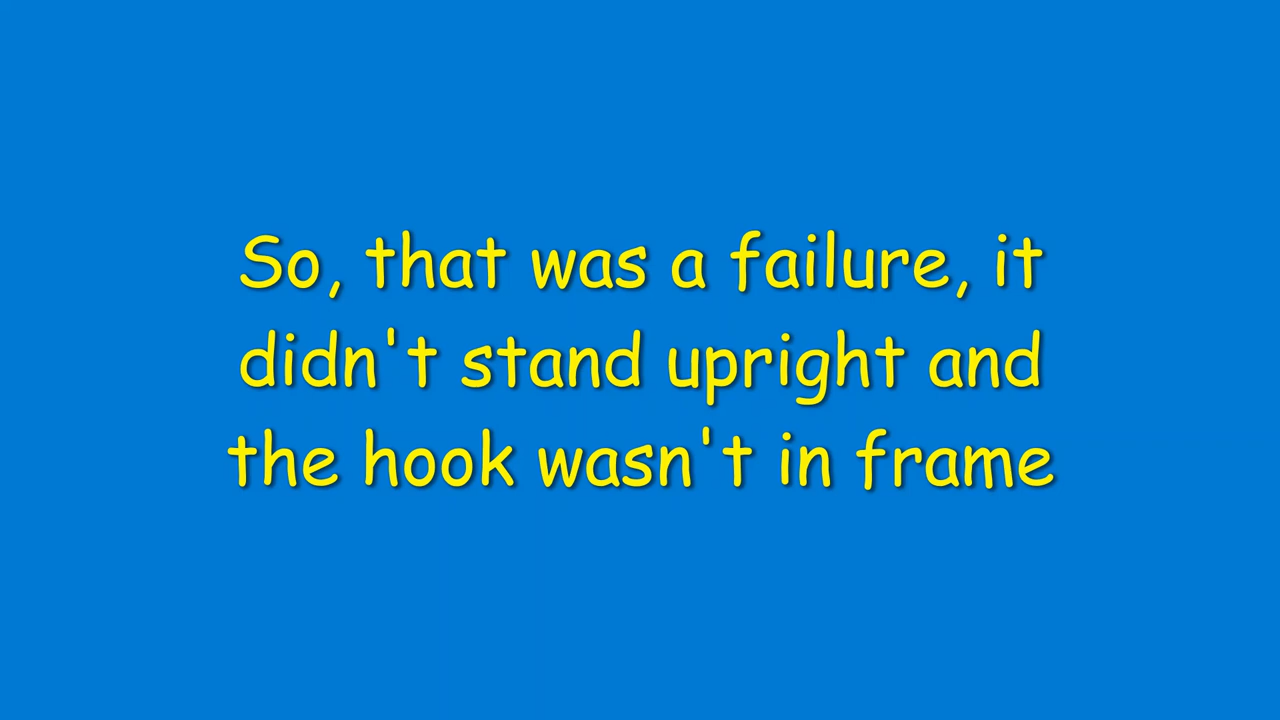 So, that was a failure, it
didn't stand upright and
the hook wasn't in frame